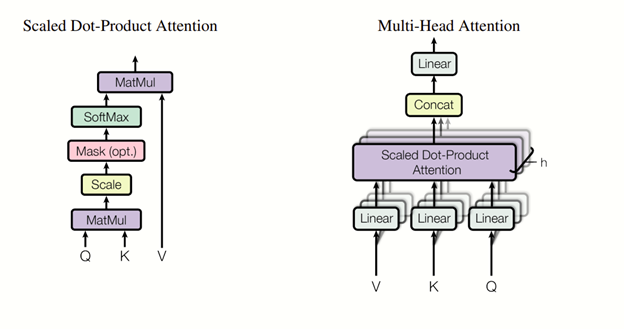 Scaled Dot-Product Attention
MatMul
SoftMax
Mask (opt.)
Scale
MatMul
Q K V
Multi-Head Attention
Linear
Concat
Scaled Dot-Product
Attention
h
Linear Linear Linear
V K Q